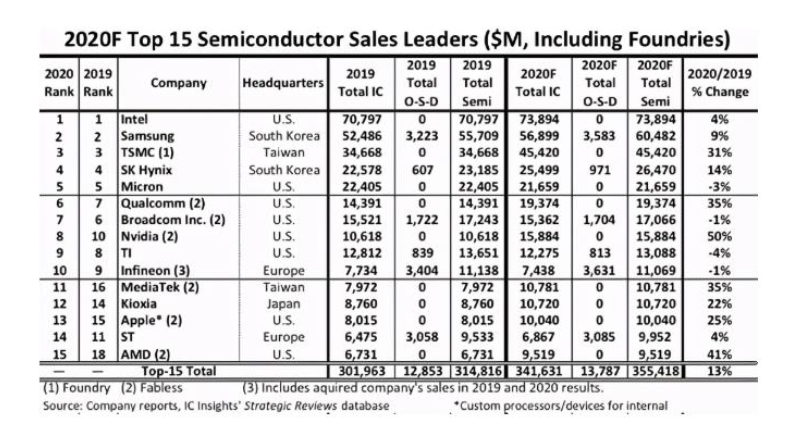 2020F Top 15 Semiconductor Sales Leaders ($M, Including Foundries)
2020 Rank 2019 Rank Company Headquarters 2019 Total IC 2019 Total O-S-D 2019 Total Semi 2020F Total IC 2020F Total O-S-D 2020F Total Semi 2020/2019 % Change
1 1 Intel U.S. 70,797 0 70,797 73,894 0 73,894 4%
2 2 Samsung South Korea 52,486 3,223 55,709 56,899 3,583 60,482 9%
3 3 TSMC (1) Taiwan 34,668 0 34,668 45,420 0 45,420 31%
4 4 SK Hynix South Korea 22,578 607 23,185 25,499 971 26,470 14%
5 5 Micron U.S. 22,405 0 22,405 21,659 0 21,659 -3%
6 7 Qualcomm (2) U.S. 14,391 0 14,391 19,374 0 19,374 35%
7 6 Broadcom Inc. (2) U.S. 15,521 1,722 17,243 15,362 1,704 17,066 -1%
8 10 Nvidia (2) U.S. 10,618 0 10,618 15,884 0 15,884 50%
9 8 TI U.S. 12,812 839 13,651 12,275 813 13,088 -4%
10 9 Infineon (3) Europe 7,734 3,404 11,138 7,438 3,631 11,069 -1%
11 16 MediaTek (2) Taiwan 7,972 0 7,972 10,781 0 10,781 35%
12 14 Kioxia Japan 8,760 0 8,760 10,720 0 10,720 22%
13 15 Apple* (2) U.S. 8,015 0 8,015 10,040 0 10,040 25%
14 11 ST Europe 6,475 3,058 9,533 6,867 3,085 9,952 4%
15 18 AMD (2) U.S. 6,731 0 6,731 9,519 0 9,519 41%
— — Top-15 Total 301,963 12,853 314,816 341,631 13,787 355,418 13%
(1) Foundry (2) Fabless (3) Includes aquired company's sales in 2019 and 2020 results.
Source: Company reports, IC Insights' Strategic Reviews database *Custom processors/devices for internal